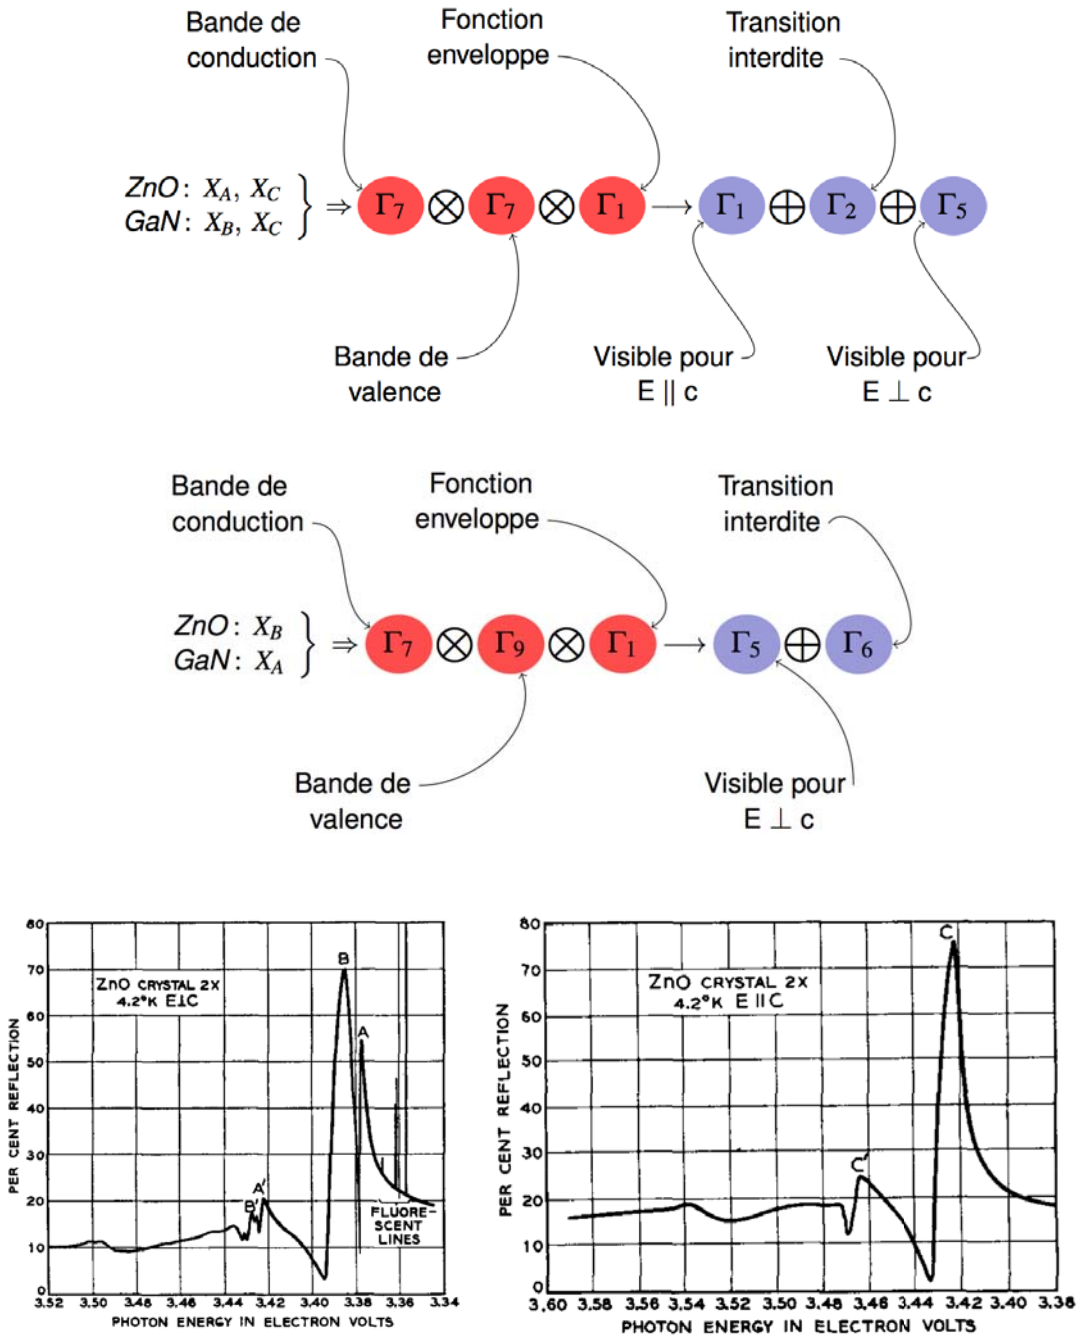 Bande de
conduction
Fonction
enveloppe
Transition
interdite
ZnO: X_A, X_C
GaN: X_B, X_C
⇒ Γ7 ⊗ Γ7 ⊗ Γ1 → Γ1 ⊕ Γ2 ⊕ Γ5
Bande de
valence
Visible pour
E || c
Visible pour
E ⊥ c
Bande de
conduction
Fonction
enveloppe
Transition
interdite
ZnO: X_B
GaN: X_A
⇒ Γ7 ⊗ Γ9 ⊗ Γ1 → Γ5 ⊕ Γ6
Bande de
valence
Visible pour
E ⊥ c
PER CENT REFLECTION
80
70
60
50
40
30
20
10
0
ZnO CRYSTAL 2X
4.2°K E⊥C
B
A
B'
A'
FLUORE-
SCENT
LINES
3.52 3.50 3.48 3.46 3.44 3.42 3.40 3.38 3.36 3.34
PHOTON ENERGY IN ELECTRON VOLTS
PER CENT REFLECTION
80
70
60
50
40
30
20
10
0
ZnO CRYSTAL 2X
4.2°K E || C
C
C'
3.60 3.58 3.56 3.54 3.52 3.50 3.48 3.46 3.44 3.42 3.40 3.38
PHOTON ENERGY IN ELECTRON VOLTS